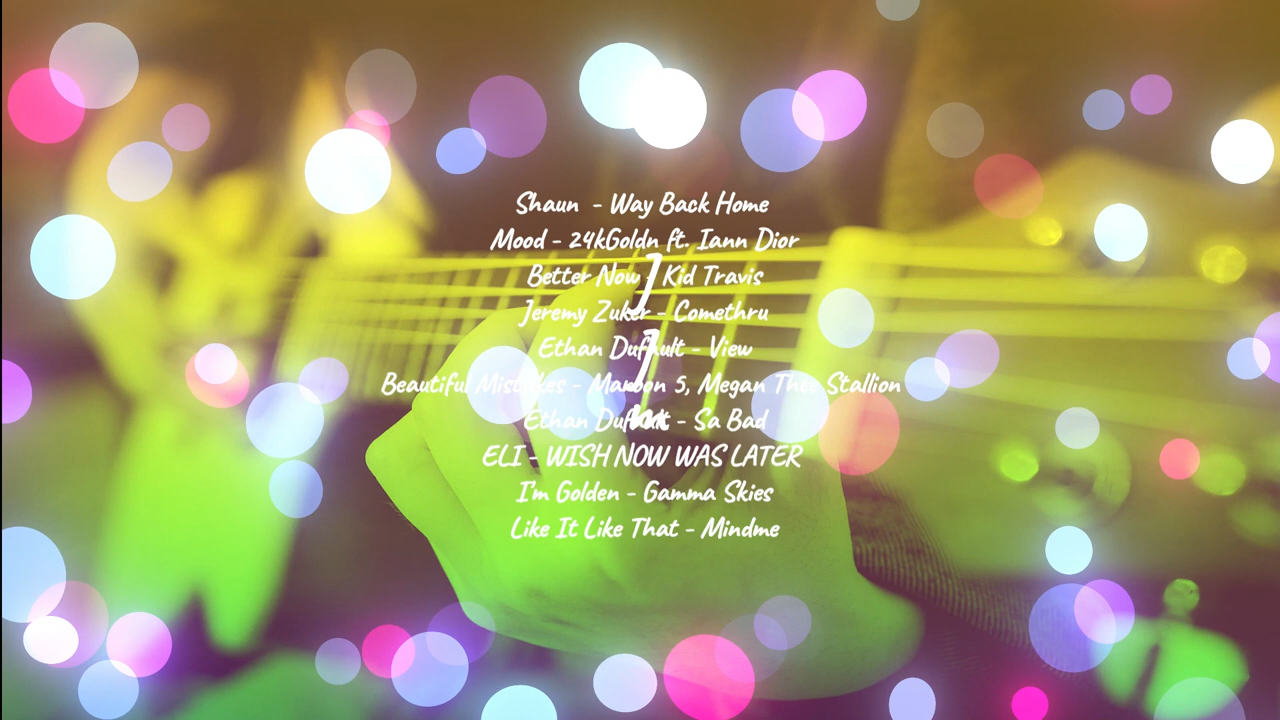 Shaun - Way Back Home
Mood - 24kGoldn ft. Iann Dior
Better Now - Kid Travis
Jeremy Zuker - Comethru
Ethan Dufault - View
Beautiful Mistakes - Maroon 5, Megan Thee Stallion
Ethan Dufault - Sa Bad
ELI - WISH NOW WAS LATER
I'm Golden - Gamma Skies
Like It Like That - Mindme